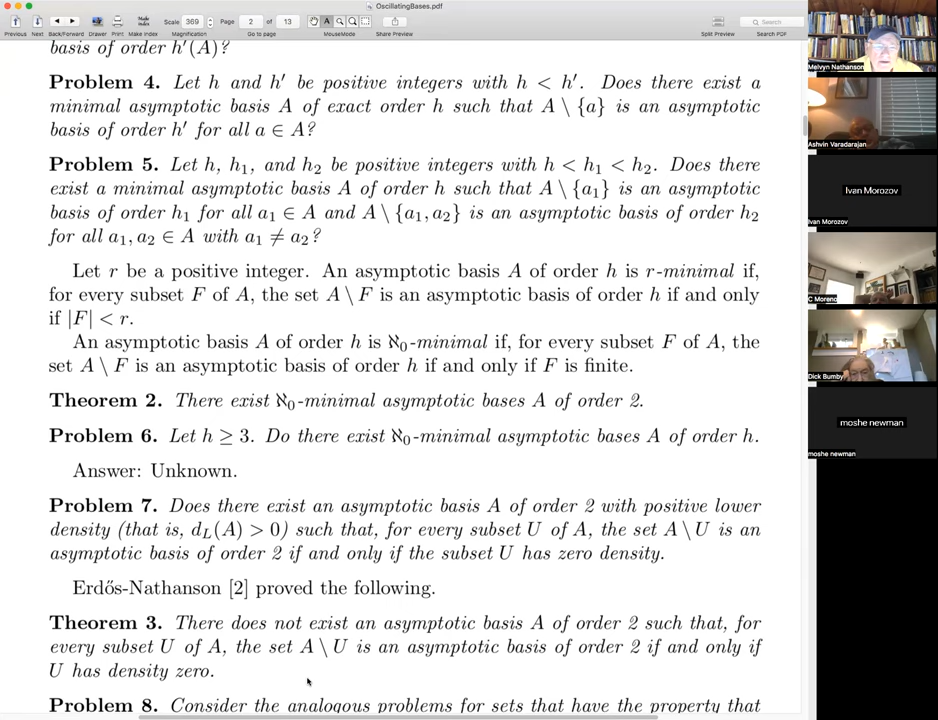 OscillatingBases.pdf
Previous Next Back/Forward Drawer Print Make Index Scale 369 Magnification Page 2 of 13 Go to page MouseMode Share Preview Split Preview Search Search PDF
basis of order h′(A)?
Problem 4. Let h and h′ be positive integers with h < h′. Does there exist a
minimal asymptotic basis A of exact order h such that A \ {a} is an asymptotic
basis of order h′ for all a ∈ A?
Problem 5. Let h, h₁, and h₂ be positive integers with h < h₁ < h₂. Does there
exist a minimal asymptotic basis A of order h such that A \ {a₁} is an asymptotic
basis of order h₁ for all a₁ ∈ A and A \ {a₁, a₂} is an asymptotic basis of order h₂
for all a₁, a₂ ∈ A with a₁ ≠ a₂?
Let r be a positive integer. An asymptotic basis A of order h is r-minimal if,
for every subset F of A, the set A \ F is an asymptotic basis of order h if and only
if |F| < r.
An asymptotic basis A of order h is ℵ₀-minimal if, for every subset F of A, the
set A \ F is an asymptotic basis of order h if and only if F is finite.
Theorem 2. There exist ℵ₀-minimal asymptotic bases A of order 2.
Problem 6. Let h ≥ 3. Do there exist ℵ₀-minimal asymptotic bases A of order h.
Answer: Unknown.
Problem 7. Does there exist an asymptotic basis A of order 2 with positive lower
density (that is, d_L(A) > 0) such that, for every subset U of A, the set A \ U is an
asymptotic basis of order 2 if and only if the subset U has zero density.
Erdős-Nathanson [2] proved the following.
Theorem 3. There does not exist an asymptotic basis A of order 2 such that, for
every subset U of A, the set A \ U is an asymptotic basis of order 2 if and only if
U has density zero.
Problem 8. Consider the analogous problems for sets that have the property that
Melvyn Nathanson
Ashvin Varadarajan
Ivan Morozov
Ivan Morozov
C Moreno
Dick Bumby
moshe newman
moshe newman